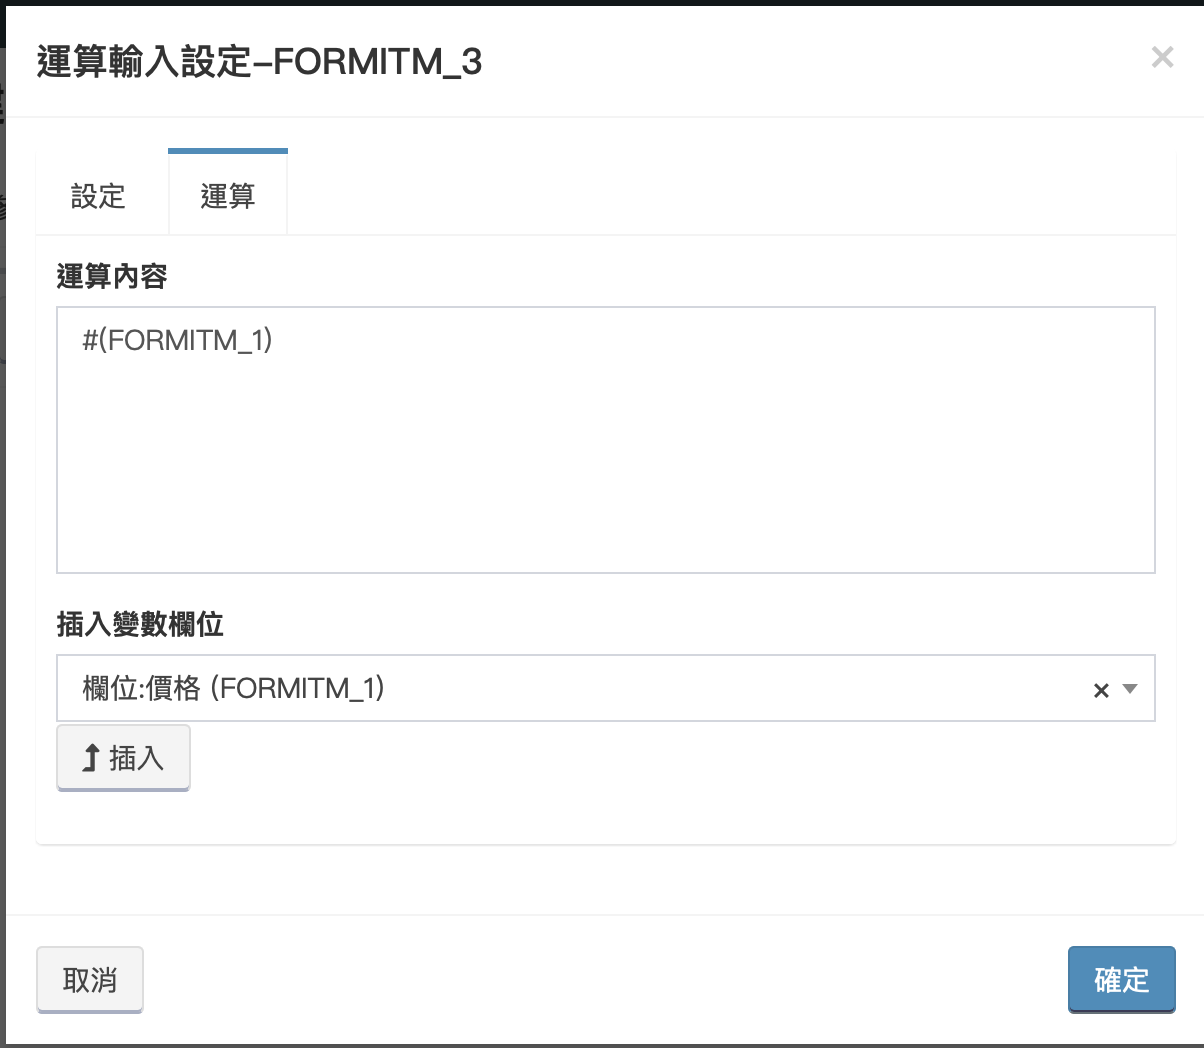 運算輸入設定-FORMITM_3
×
設定
運算
運算內容
#(FORMITM_1)
插入變數欄位
欄位:價格 (FORMITM_1)
×
插入
取消
確定